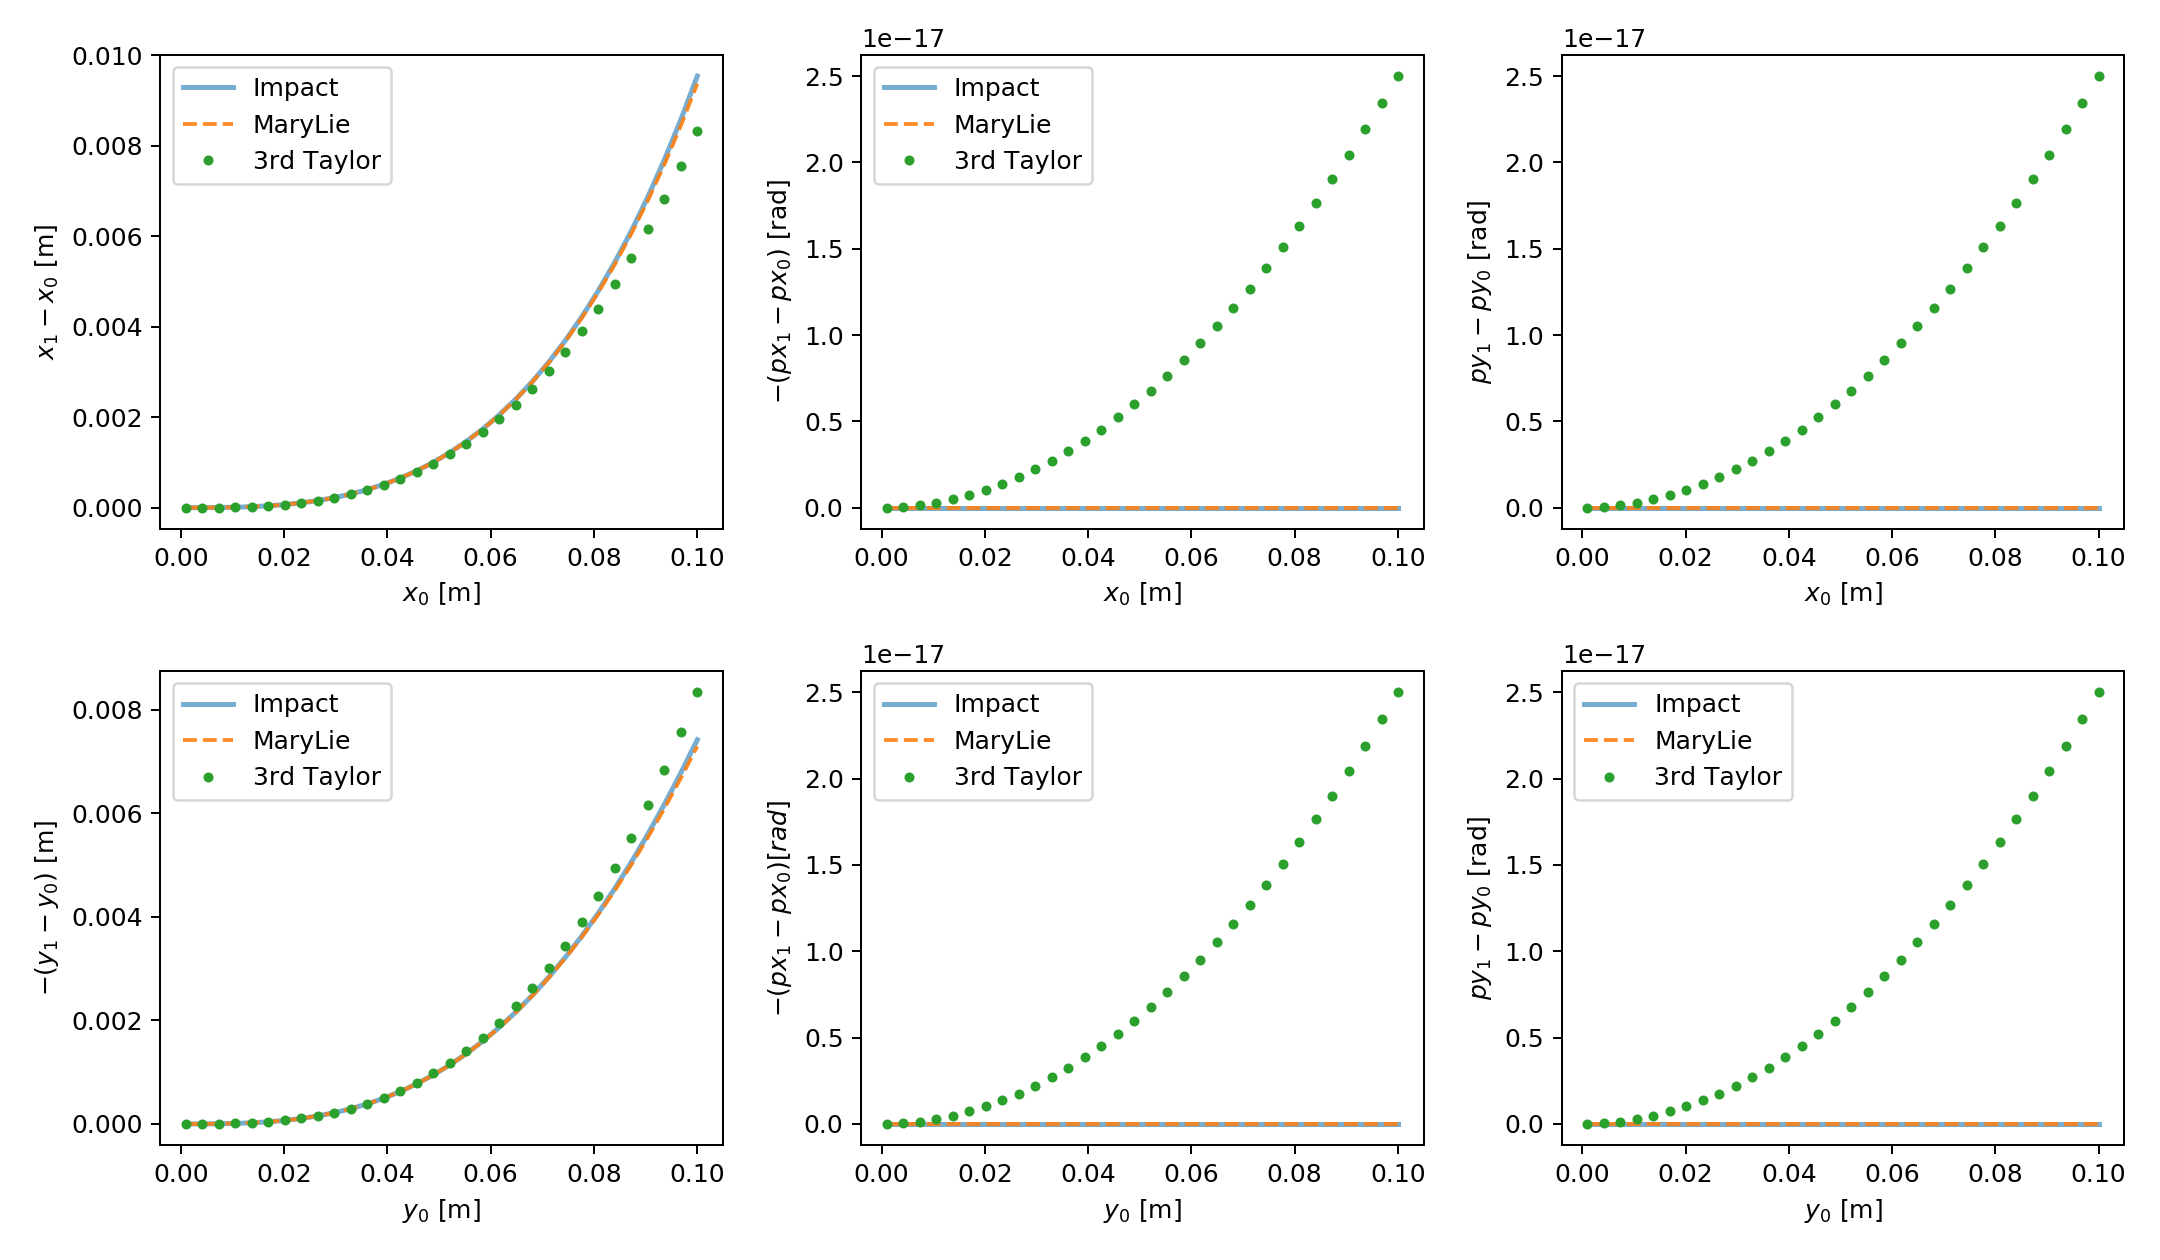 0.010
0.008
0.006
0.004
0.002
0.000
x₁ − x₀ [m]
Impact
MaryLie
3rd Taylor
0.00 0.02 0.04 0.06 0.08 0.10
x₀ [m]
1e−17
2.5
2.0
1.5
1.0
0.5
0.0
−(px₁ − px₀) [rad]
Impact
MaryLie
3rd Taylor
0.00 0.02 0.04 0.06 0.08 0.10
x₀ [m]
1e−17
2.5
2.0
1.5
1.0
0.5
0.0
py₁ − py₀ [rad]
0.00 0.02 0.04 0.06 0.08 0.10
x₀ [m]
0.008
0.006
0.004
0.002
0.000
−(y₁ − y₀) [m]
Impact
MaryLie
3rd Taylor
0.00 0.02 0.04 0.06 0.08 0.10
y₀ [m]
1e−17
2.5
2.0
1.5
1.0
0.5
0.0
−(px₁ − px₀)[rad]
Impact
MaryLie
3rd Taylor
0.00 0.02 0.04 0.06 0.08 0.10
y₀ [m]
1e−17
2.5
2.0
1.5
1.0
0.5
0.0
py₁ − py₀ [rad]
Impact
MaryLie
3rd Taylor
0.00 0.02 0.04 0.06 0.08 0.10
y₀ [m]